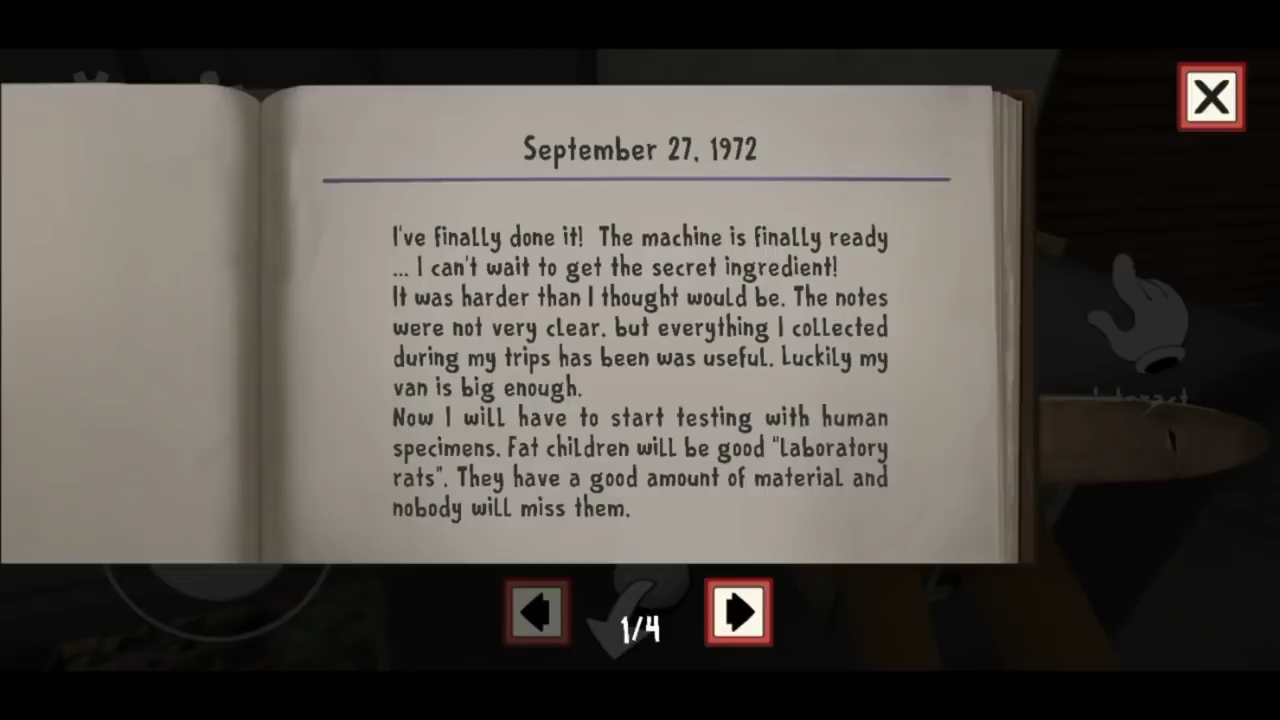 September 27, 1972
I've finally done it!  The machine is finally ready
... I can't wait to get the secret ingredient!
It was harder than I thought would be. The notes
were not very clear, but everything I collected
during my trips has been was useful. Luckily my
van is big enough.
Now I will have to start testing with human
specimens. Fat children will be good "laboratory
rats". They have a good amount of material and
nobody will miss them.
interact
1/4